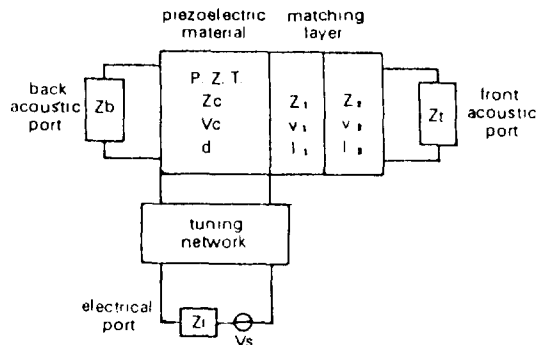 piezoelectric
material
matching
layer
back
acoustic
port
Zb
P. Z. T.
Zc
Vc
d
Z₁
v₁
l₁
Z₂
v₂
l₂
Zt
front
acoustic
port
tuning
network
electrical
port
Vs